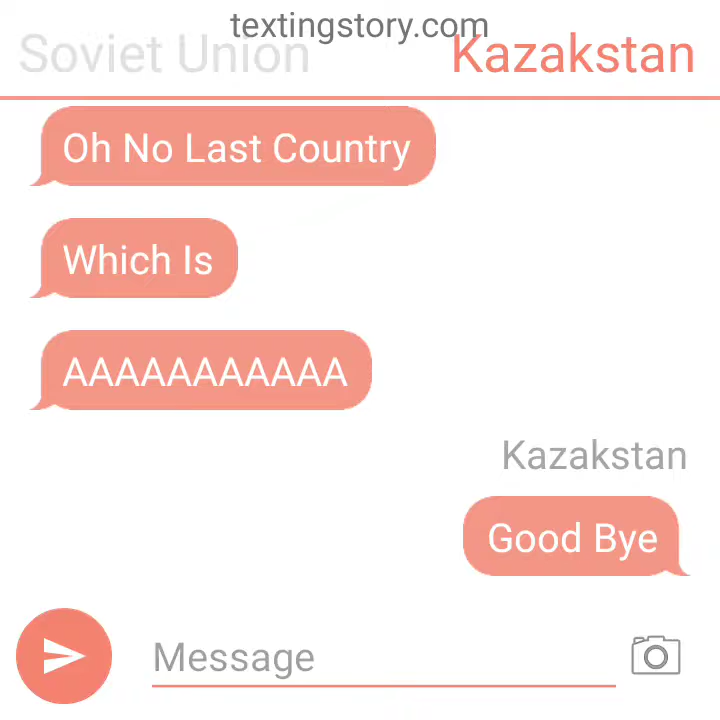 textingstory.com
Soviet Union Kazakstan
Oh No Last Country
Which Is
AAAAAAAAAAA
Kazakstan
Good Bye
Message